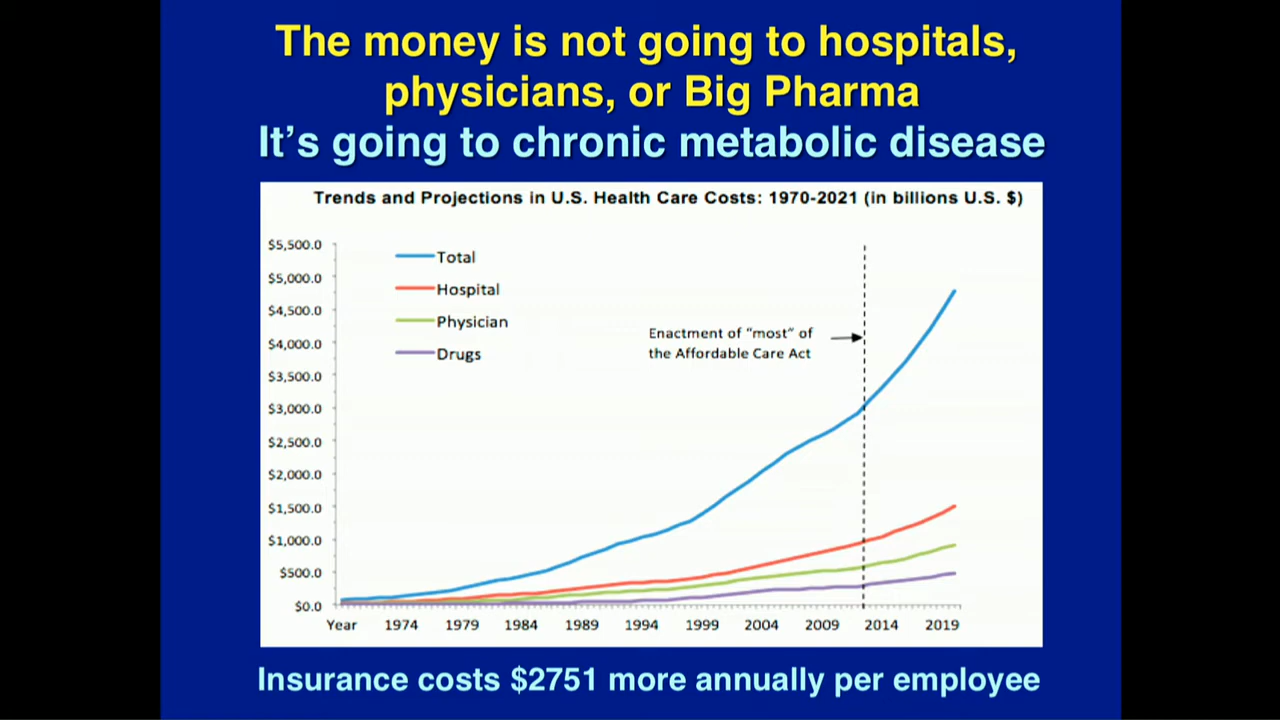 The money is not going to hospitals,
physicians, or Big Pharma
It's going to chronic metabolic disease
Trends and Projections in U.S. Health Care Costs: 1970-2021 (in billions U.S. $)
$5,500.0
$5,000.0
$4,500.0
$4,000.0
$3,500.0
$3,000.0
$2,500.0
$2,000.0
$1,500.0
$1,000.0
$500.0
$0.0
Total
Hospital
Physician
Drugs
Enactment of "most" of
the Affordable Care Act
Year 1974 1979 1984 1989 1994 1999 2004 2009 2014 2019
Insurance costs $2751 more annually per employee